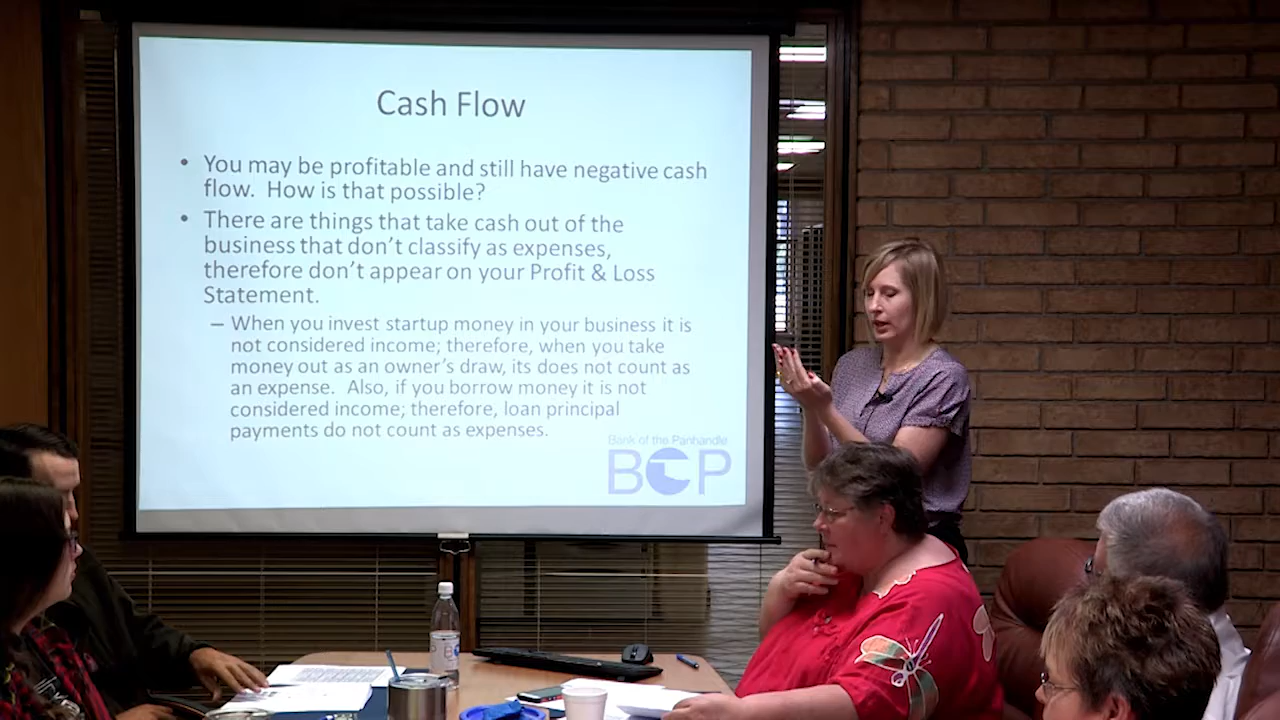 Cash Flow
• You may be profitable and still have negative cash
flow.  How is that possible?
• There are things that take cash out of the
business that don't classify as expenses,
therefore don't appear on your Profit & Loss
Statement.
– When you invest startup money in your business it is
not considered income; therefore, when you take
money out as an owner's draw, its does not count as
an expense.  Also, if you borrow money it is not
considered income; therefore, loan principal
payments do not count as expenses.
Bank of the Panhandle
BOP